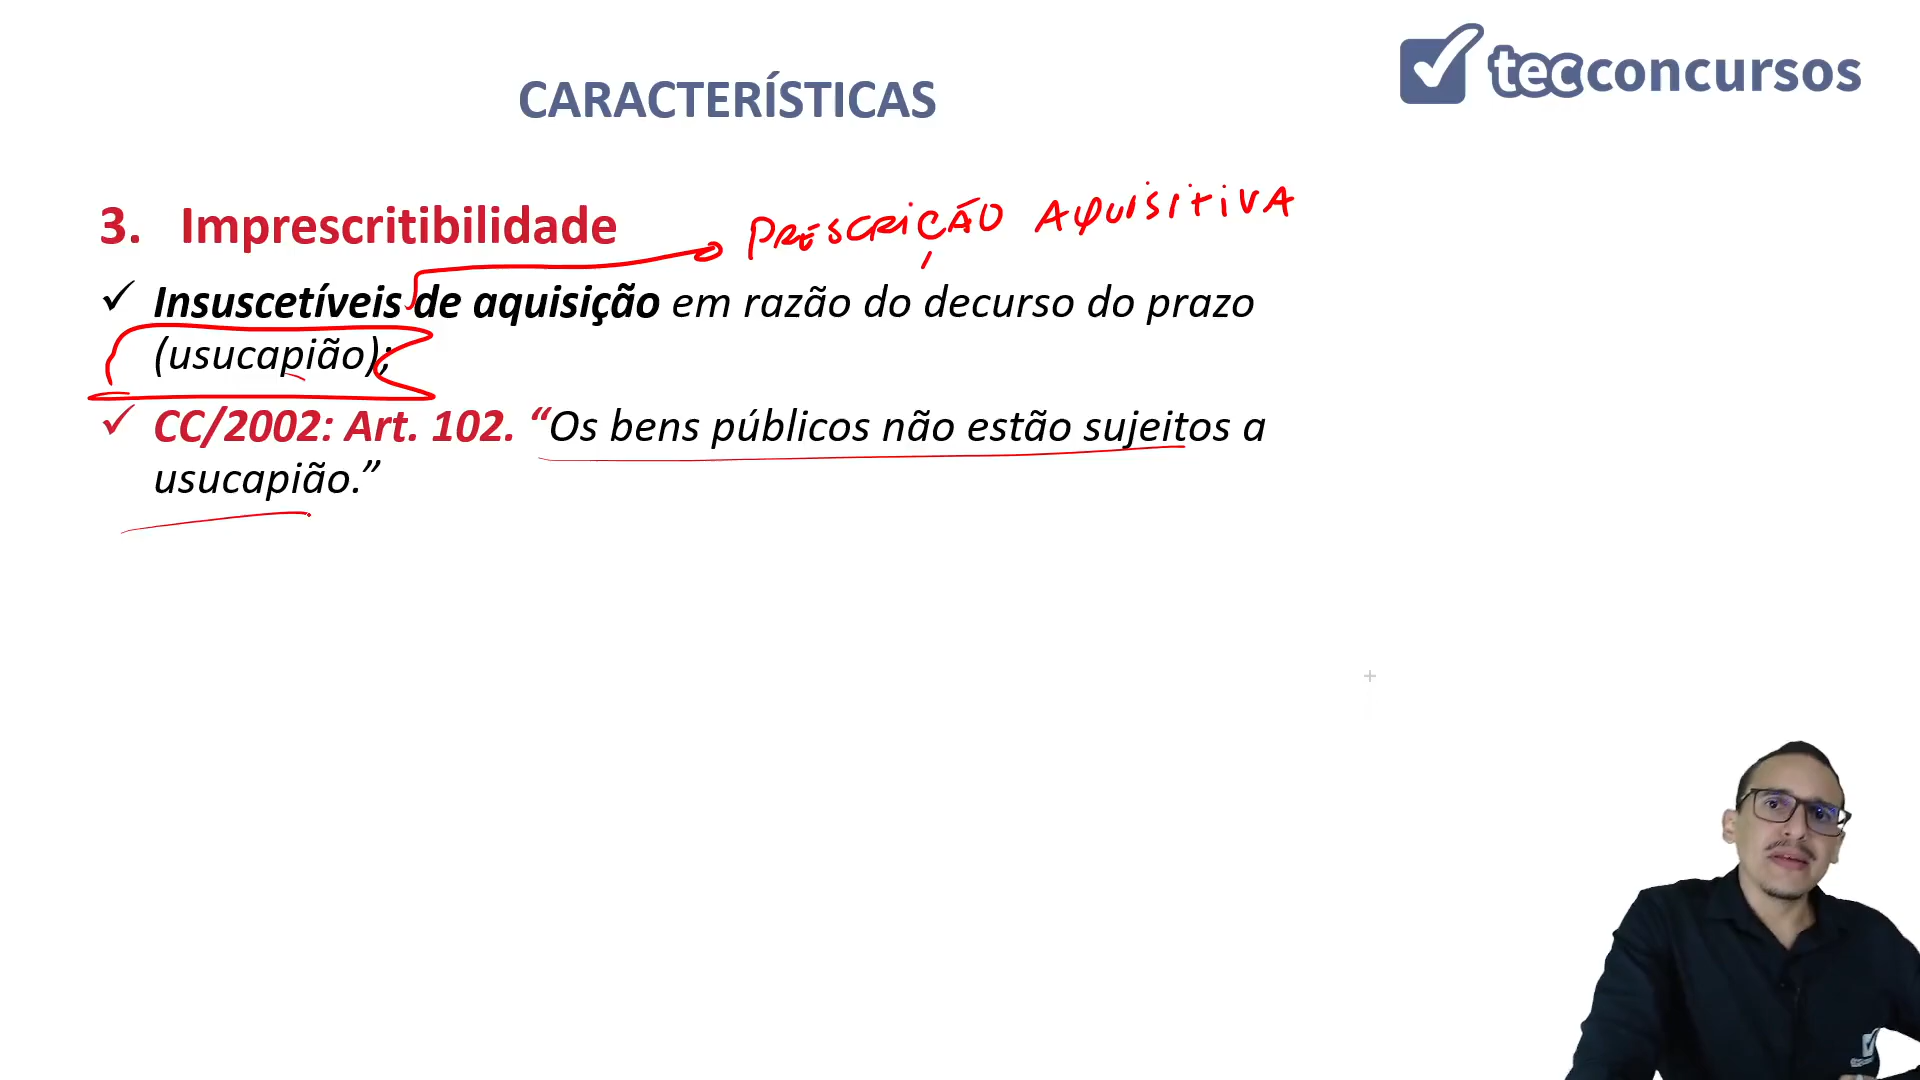 CARACTERÍSTICAS
tecconcursos
3. Imprescritibilidade
PRESCRIÇÃO AQUISITIVA
✓ Insuscetíveis de aquisição em razão do decurso do prazo
(usucapião);
✓ CC/2002: Art. 102. “Os bens públicos não estão sujeitos a
usucapião.”